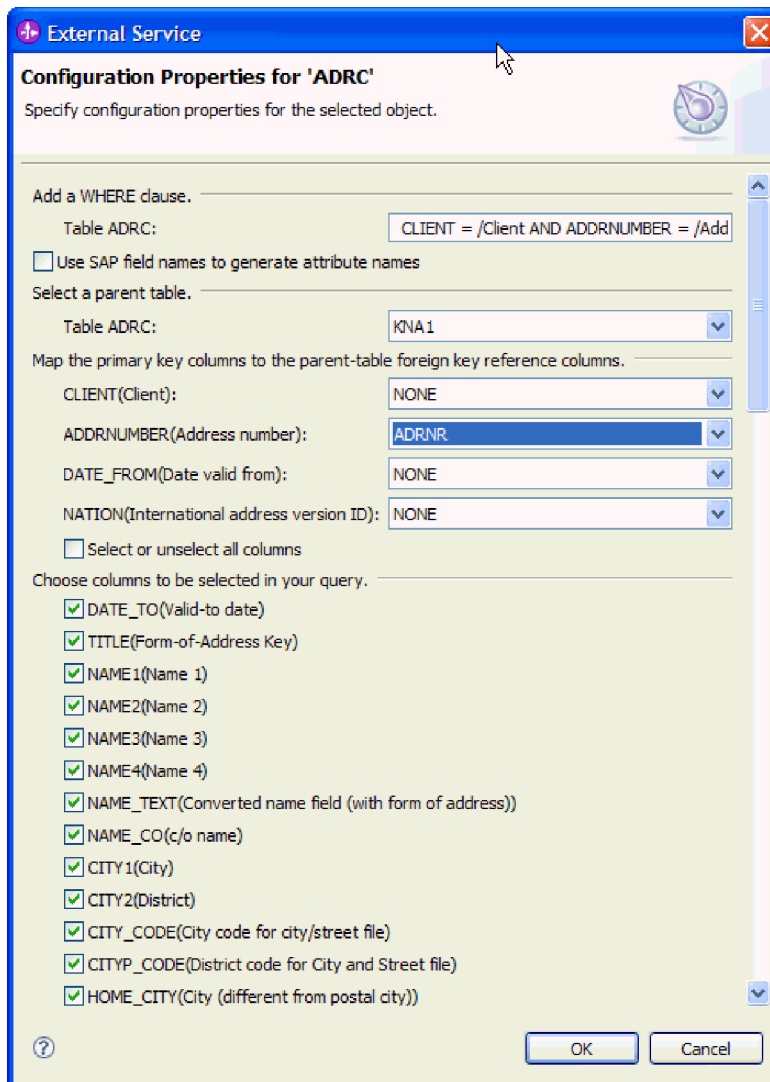 External Service
Configuration Properties for 'ADRC'
Specify configuration properties for the selected object.
Add a WHERE clause.
Table ADRC: CLIENT = /Client AND ADDRNUMBER = /Add
Use SAP field names to generate attribute names
Select a parent table.
Table ADRC: KNA1
Map the primary key columns to the parent-table foreign key reference columns.
CLIENT(Client): NONE
ADDRNUMBER(Address number): ADRNR
DATE_FROM(Date valid from): NONE
NATION(International address version ID): NONE
Select or unselect all columns
Choose columns to be selected in your query.
DATE_TO(Valid-to date)
TITLE(Form-of-Address Key)
NAME1(Name 1)
NAME2(Name 2)
NAME3(Name 3)
NAME4(Name 4)
NAME_TEXT(Converted name field (with form of address))
NAME_CO(c/o name)
CITY1(City)
CITY2(District)
CITY_CODE(City code for city/street file)
CITYP_CODE(District code for City and Street file)
HOME_CITY(City (different from postal city))
? OK Cancel